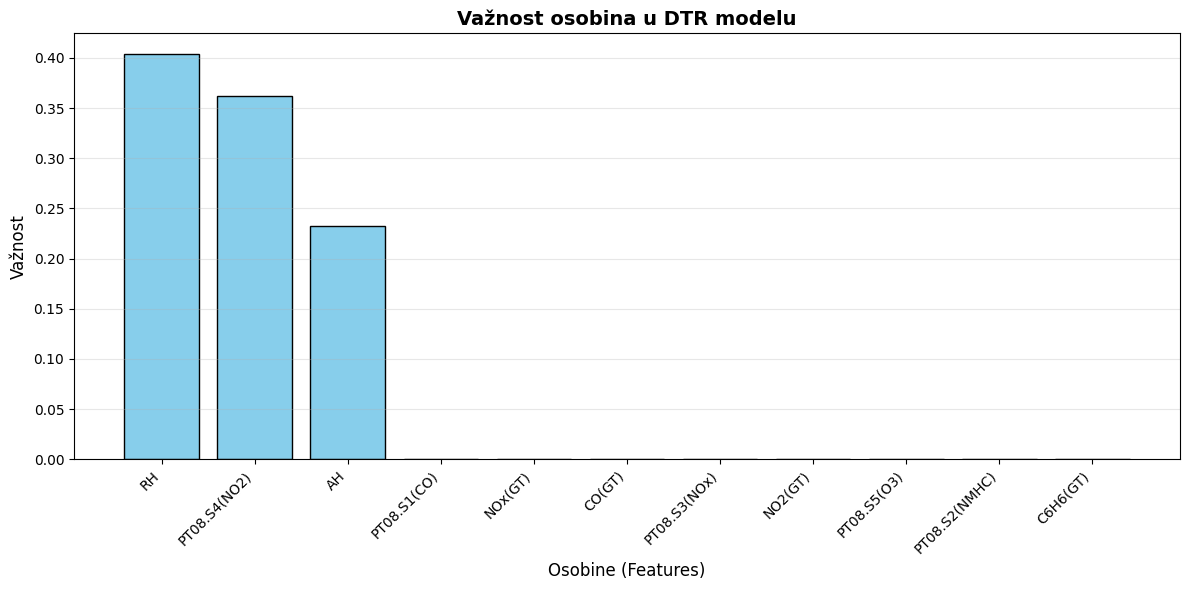 Važnost osobina u DTR modelu
Važnost
0.40
0.35
0.30
0.25
0.20
0.15
0.10
0.05
0.00
RH
PT08.S4(NO2)
AH
PT08.S1(CO)
NOx(GT)
CO(GT)
PT08.S3(NOx)
NO2(GT)
PT08.S5(O3)
PT08.S2(NMHC)
C6H6(GT)
Osobine (Features)